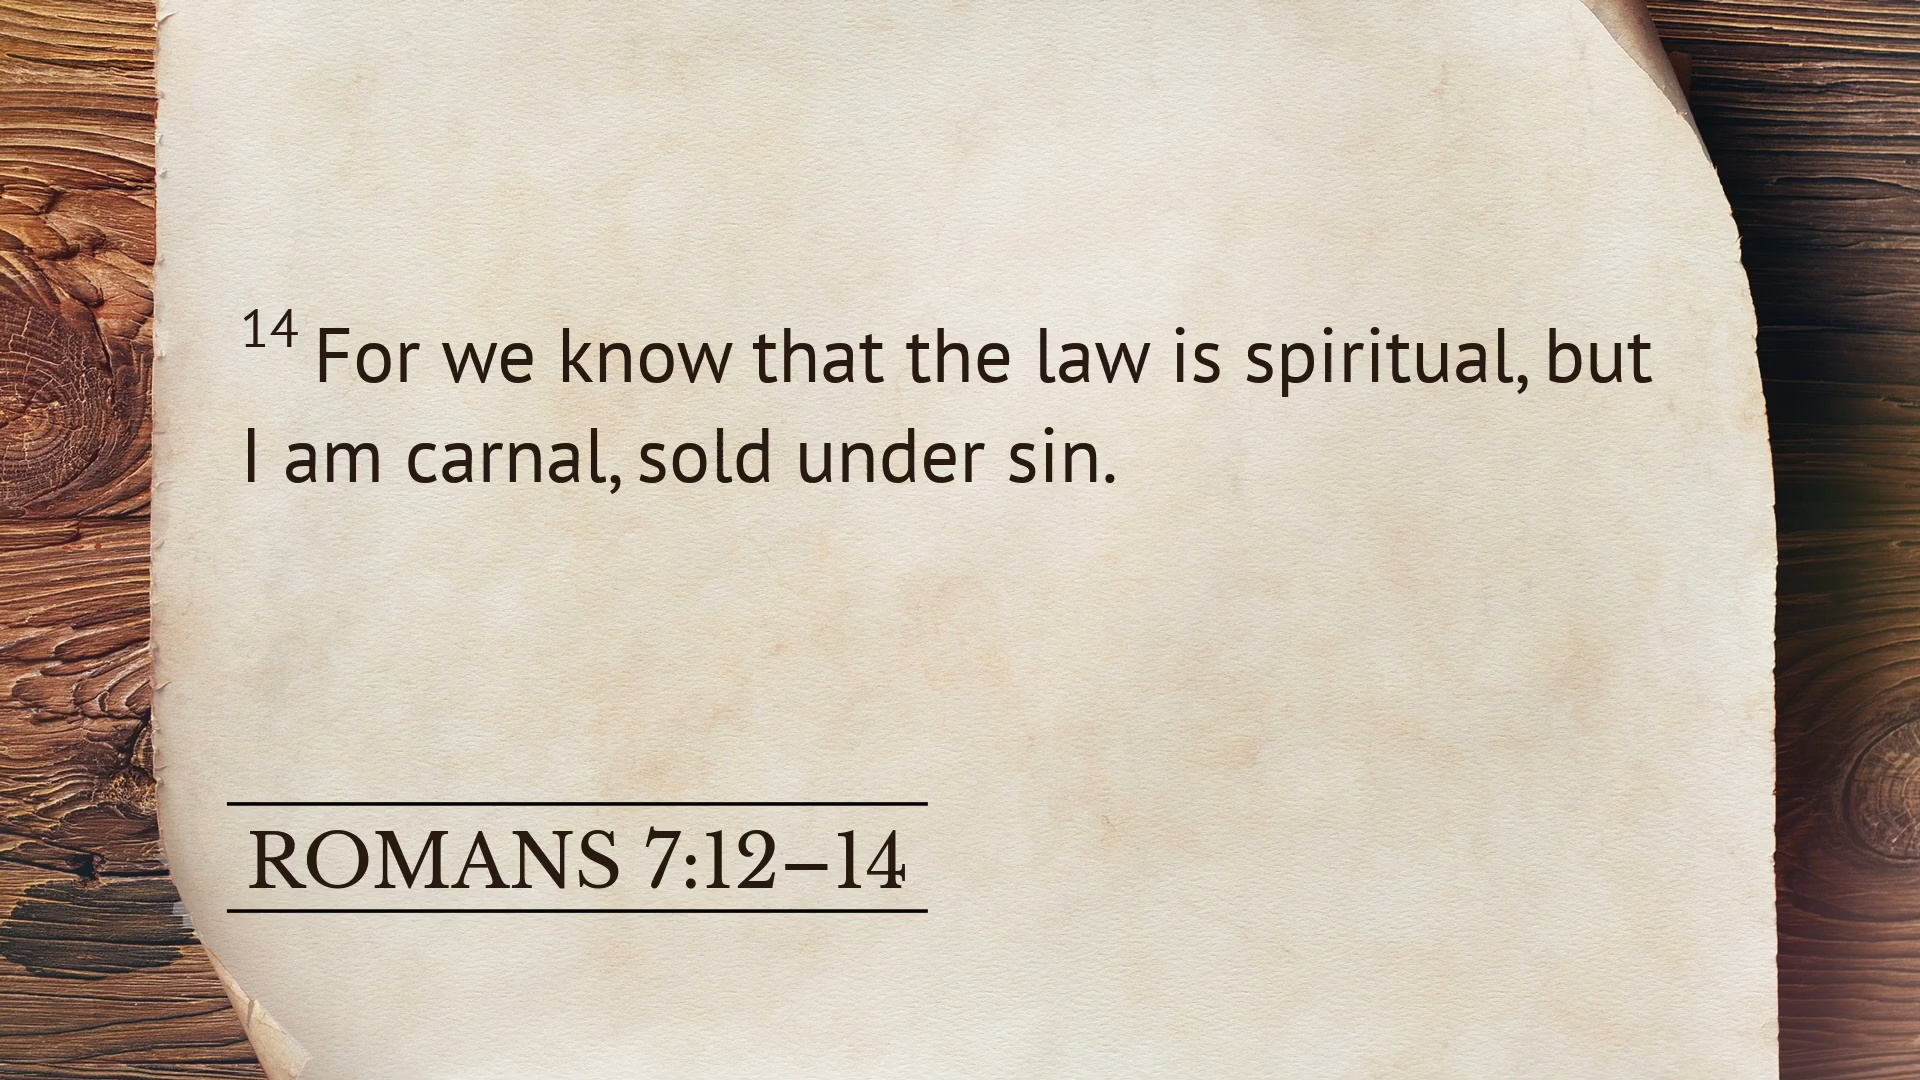 14 For we know that the law is spiritual, but
I am carnal, sold under sin.
ROMANS 7:12–14